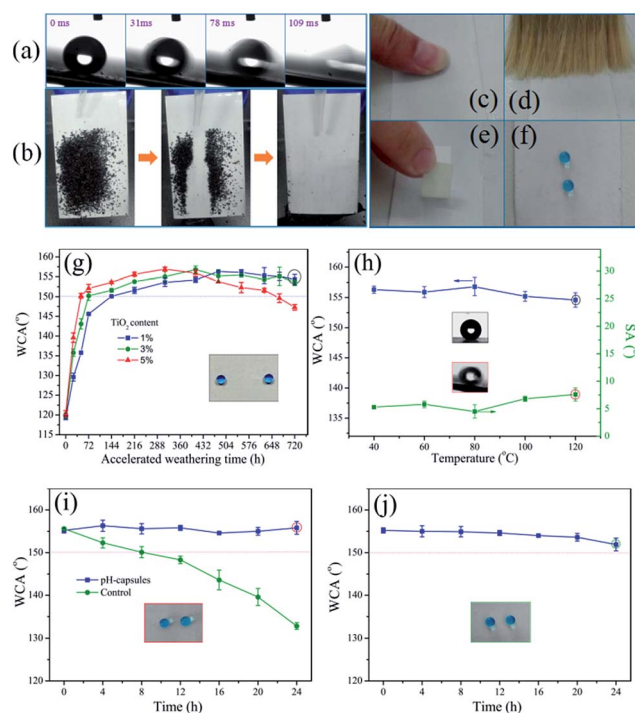 (a)
0 ms
31ms
78 ms
109 ms
(b)
(c)
(d)
(e)
(f)
(g)
WCA(°)
160
155
150
145
140
135
130
125
120
115
TiO2 content
1%
3%
5%
0 72 144 216 288 360 432 504 576 648 720
Accelerated weathering time (h)
(h)
WCA (°)
160
155
150
145
140
135
40 60 80 100 120
Temperature (°C)
30
25
20
15
10
5
0
SA (°)
(i)
WCA (°)
160
150
140
130
120
pH-capsules
Control
0 4 8 12 16 20 24
Time (h)
(j)
WCA (°)
160
150
140
130
120
0 4 8 12 16 20 24
Time (h)